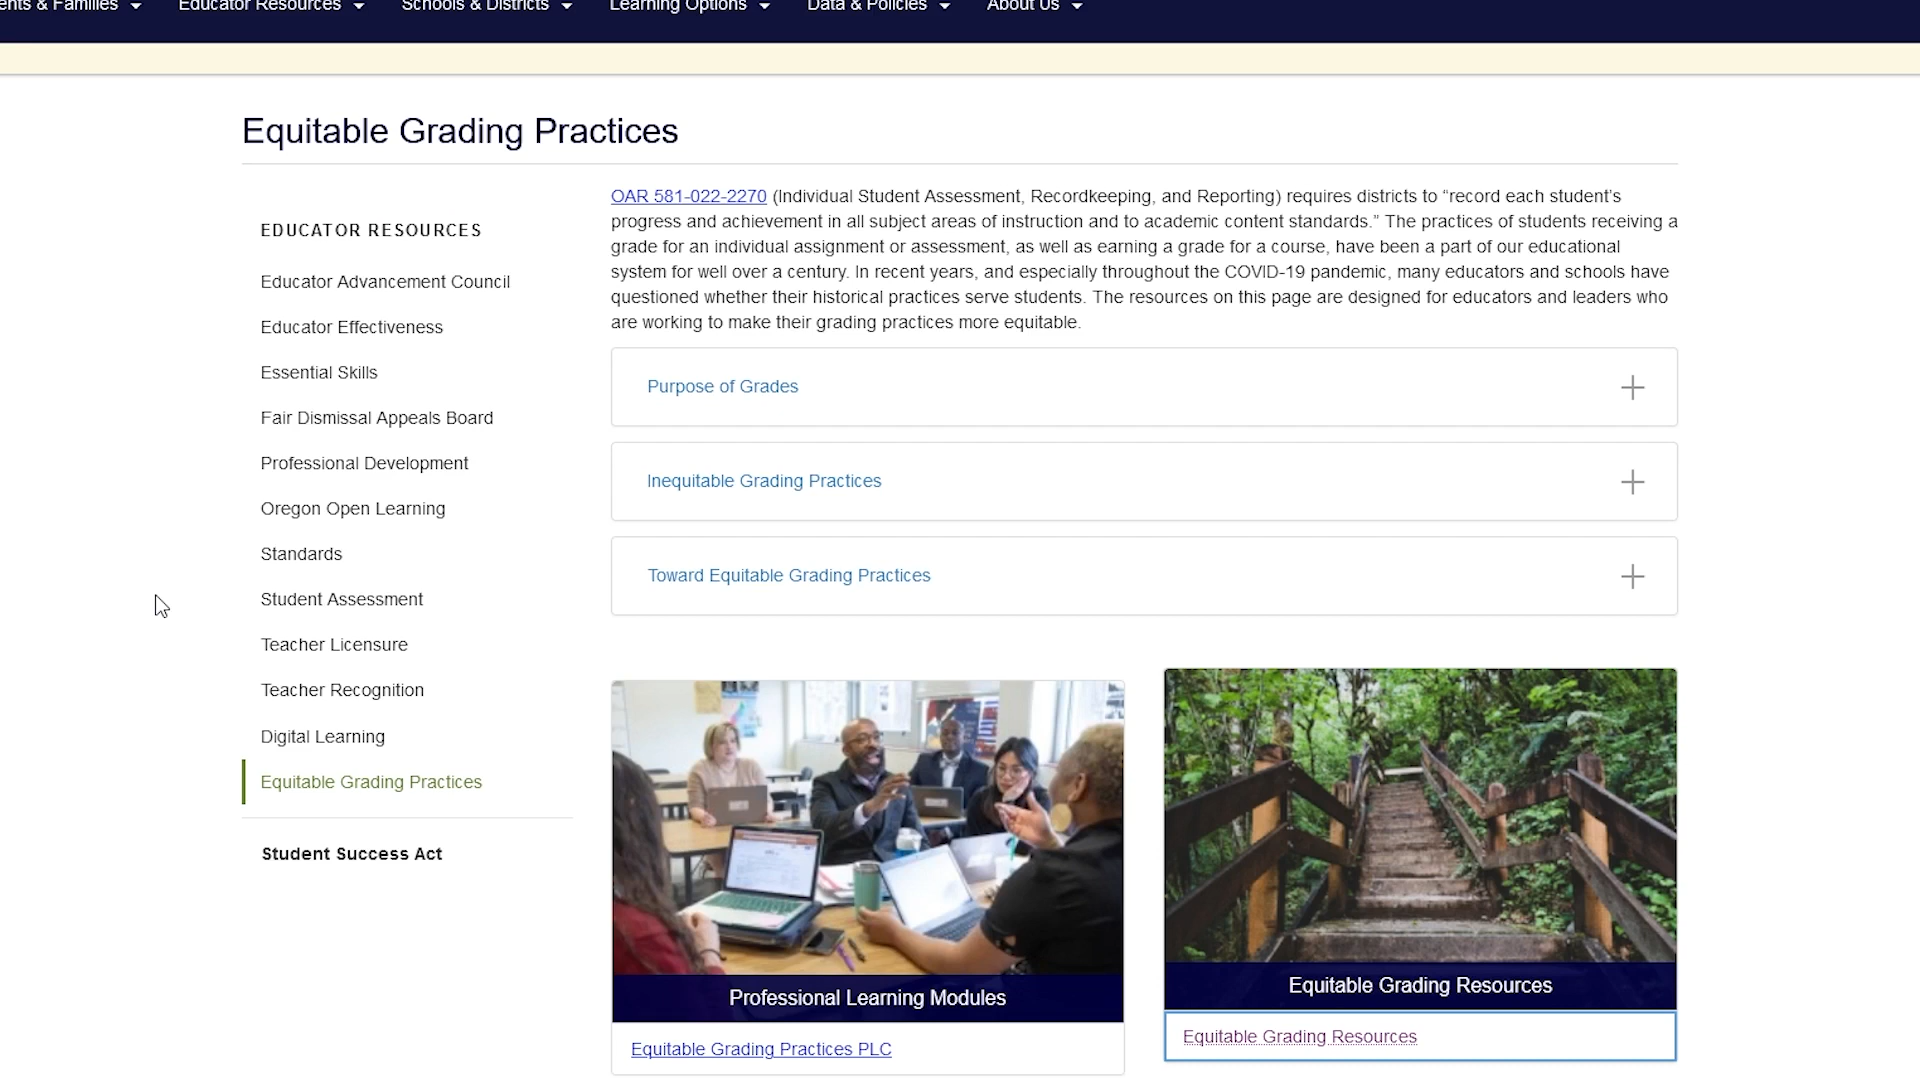 Families
Educator Resources
Schools & Districts
Learning Options
Data & Policies
About Us
Equitable Grading Practices
EDUCATOR RESOURCES
Educator Advancement Council
Educator Effectiveness
Essential Skills
Fair Dismissal Appeals Board
Professional Development
Oregon Open Learning
Standards
Student Assessment
Teacher Licensure
Teacher Recognition
Digital Learning
Equitable Grading Practices
Student Success Act
OAR 581-022-2270 (Individual Student Assessment, Recordkeeping, and Reporting) requires districts to “record each student’s
progress and achievement in all subject areas of instruction and to academic content standards.” The practices of students receiving a
grade for an individual assignment or assessment, as well as earning a grade for a course, have been a part of our educational
system for well over a century. In recent years, and especially throughout the COVID-19 pandemic, many educators and schools have
questioned whether their historical practices serve students. The resources on this page are designed for educators and leaders who
are working to make their grading practices more equitable.
Purpose of Grades
Inequitable Grading Practices
Toward Equitable Grading Practices
Professional Learning Modules
Equitable Grading Practices PLC
Equitable Grading Resources
Equitable Grading Resources